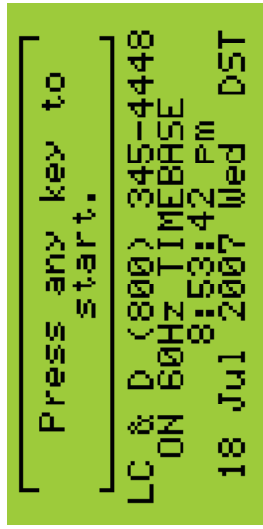 Press any key to
start.
LC & D (800) 345-4448
ON 60Hz TIMEBASE
8:53:42 pm
18 Jul 2007 Wed DST